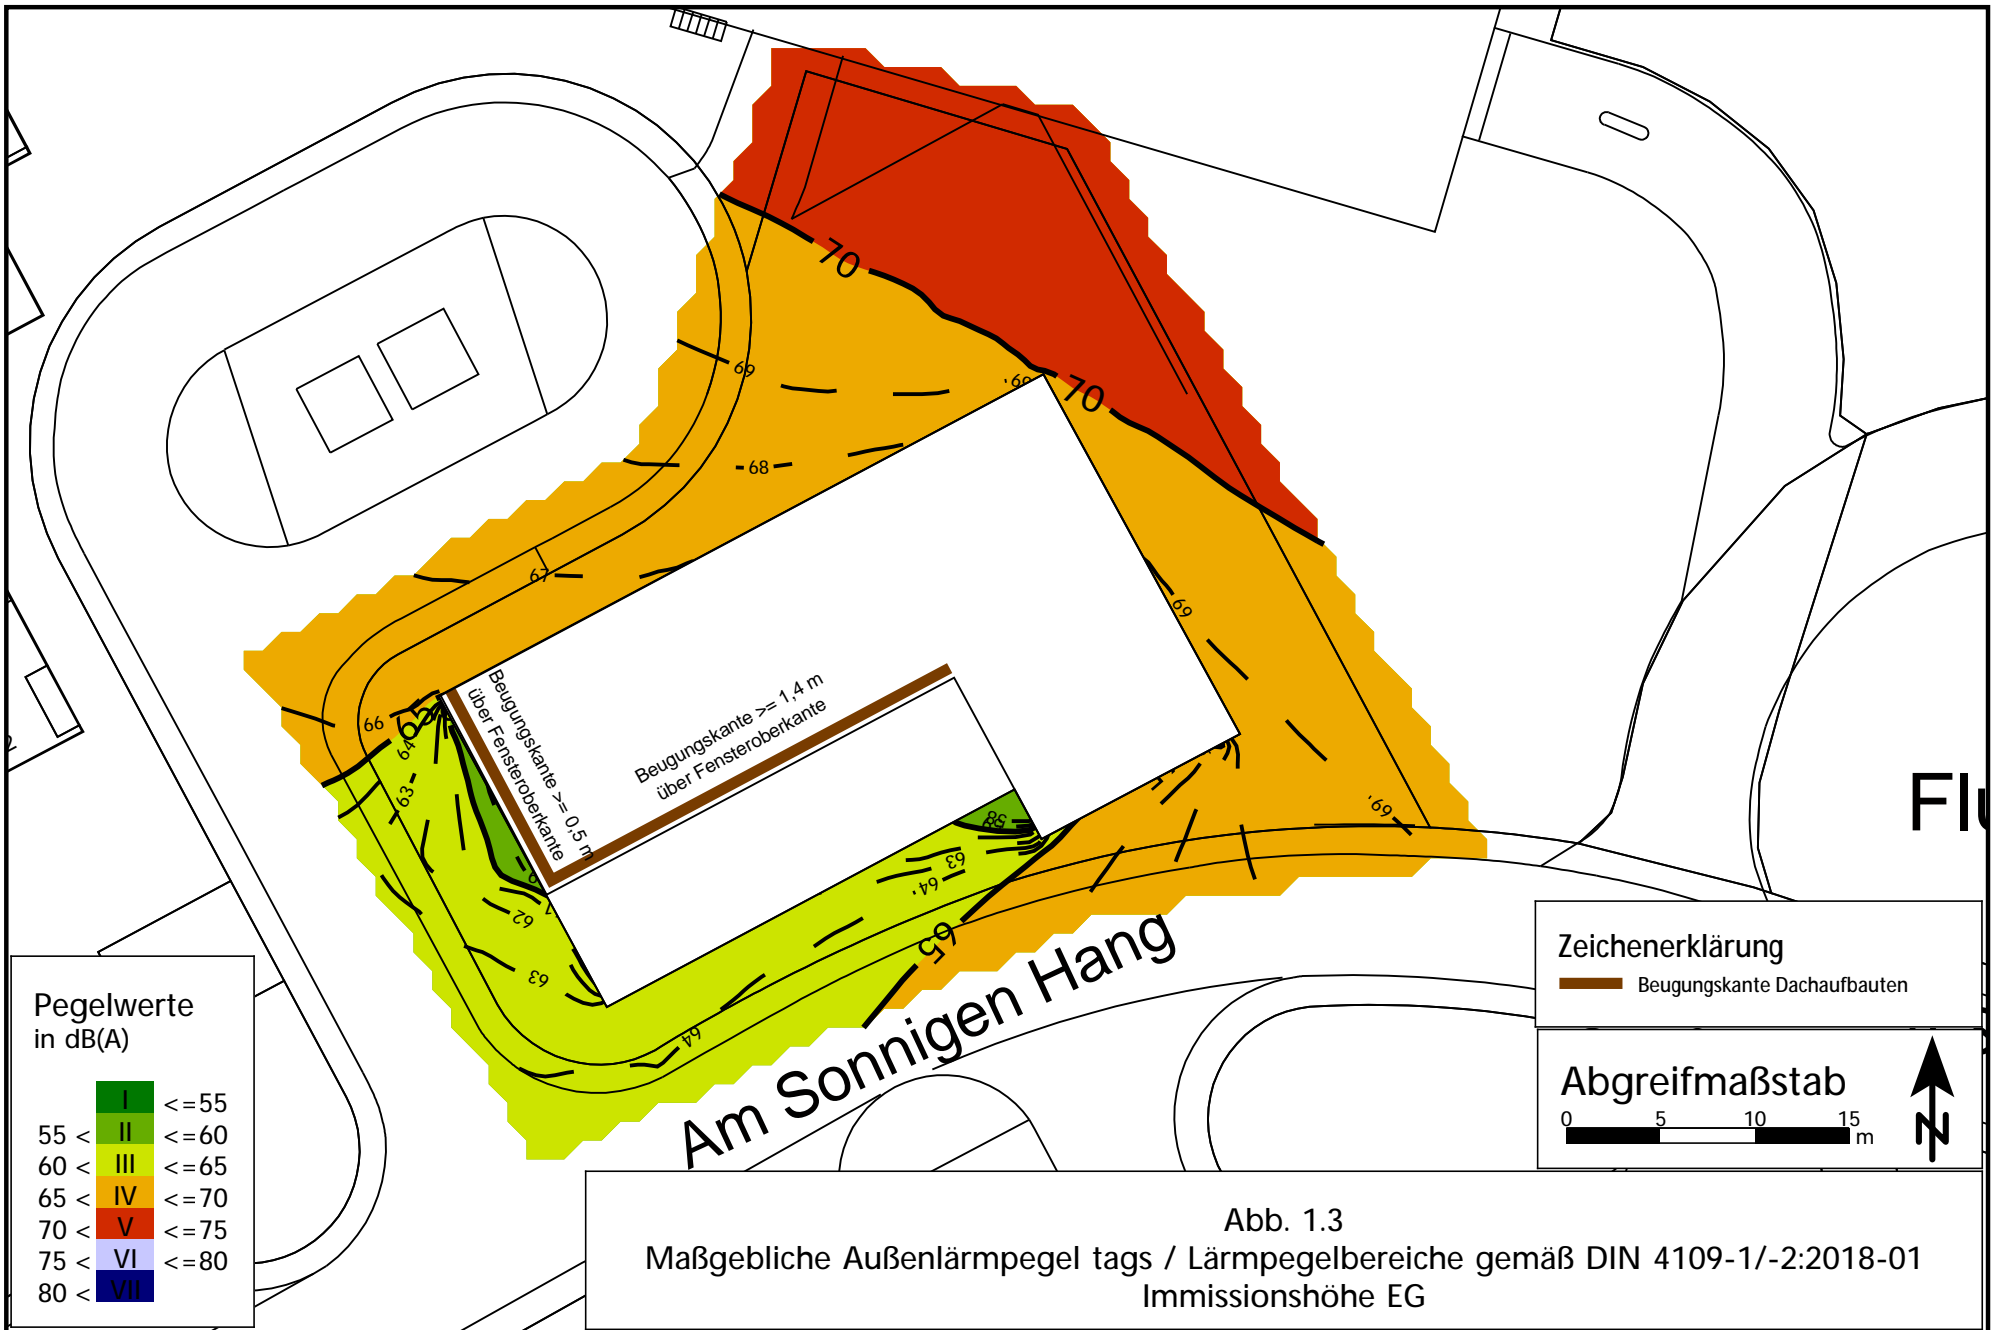 70
69
'69
70
68
67
69
66
65
64
63
62
63
64
58
63
64
65
'69
Beugungskante >= 0,5 m
über Fensteroberkante
Beugungskante >= 1,4 m
über Fensteroberkante
Am Sonnigen Hang
Flu
Zeichenerklärung
Beugungskante Dachaufbauten
Abgreifmaßstab
0 5 10 15
m
N
Pegelwerte
in dB(A)
I <=55
55 < II <=60
60 < III <=65
65 < IV <=70
70 < V <=75
75 < VI <=80
80 < VII
Abb. 1.3
Maßgebliche Außenlärmpegel tags / Lärmpegelbereiche gemäß DIN 4109-1/-2:2018-01
Immissionshöhe EG